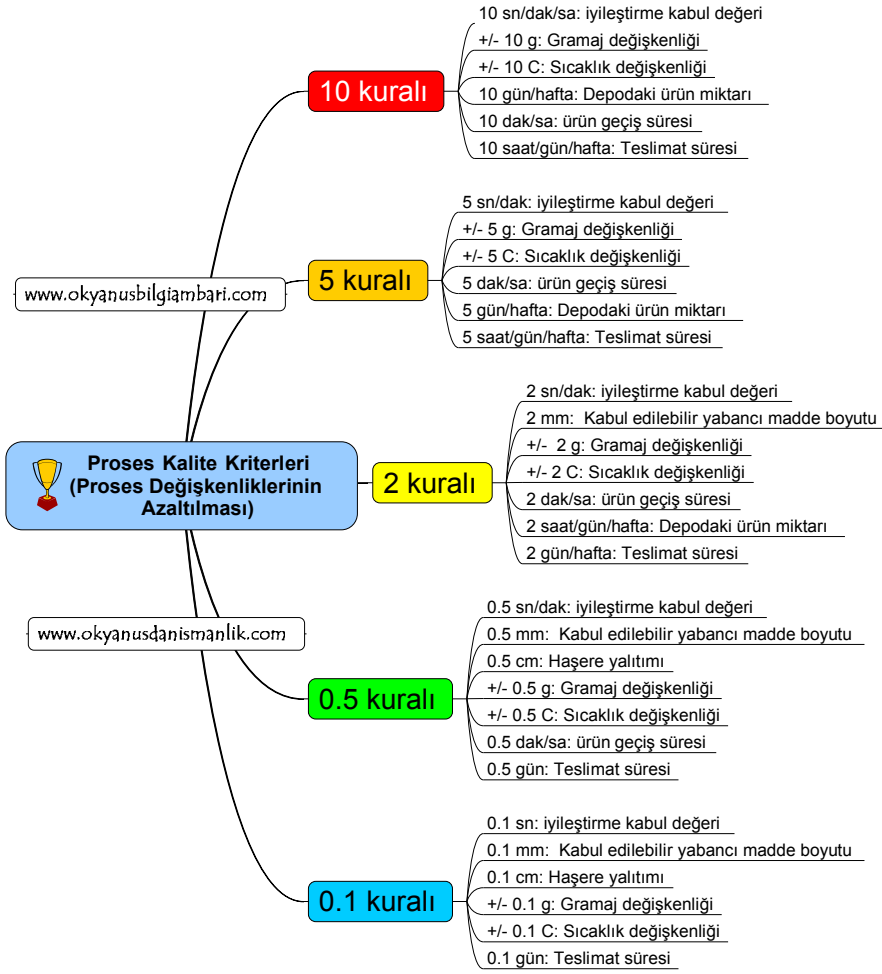 10 kuralı
10 sn/dak/sa: iyileştirme kabul değeri
+/- 10 g: Gramaj değişkenliği
+/- 10 C: Sıcaklık değişkenliği
10 gün/hafta: Depodaki ürün miktarı
10 dak/sa: ürün geçiş süresi
10 saat/gün/hafta: Teslimat süresi
www.okyanusbilgiambari.com
5 kuralı
5 sn/dak: iyileştirme kabul değeri
+/- 5 g: Gramaj değişkenliği
+/- 5 C: Sıcaklık değişkenliği
5 dak/sa: ürün geçiş süresi
5 gün/hafta: Depodaki ürün miktarı
5 saat/gün/hafta: Teslimat süresi
Proses Kalite Kriterleri
(Proses Değişkenliklerinin
Azaltılması)
2 kuralı
2 sn/dak: iyileştirme kabul değeri
2 mm:  Kabul edilebilir yabancı madde boyutu
+/-  2 g: Gramaj değişkenliği
+/- 2 C: Sıcaklık değişkenliği
2 dak/sa: ürün geçiş süresi
2 saat/gün/hafta: Depodaki ürün miktarı
2 gün/hafta: Teslimat süresi
www.okyanusdanismanlik.com
0.5 kuralı
0.5 sn/dak: iyileştirme kabul değeri
0.5 mm:  Kabul edilebilir yabancı madde boyutu
0.5 cm: Haşere yalıtımı
+/- 0.5 g: Gramaj değişkenliği
+/- 0.5 C: Sıcaklık değişkenliği
0.5 dak/sa: ürün geçiş süresi
0.5 gün: Teslimat süresi
0.1 kuralı
0.1 sn: iyileştirme kabul değeri
0.1 mm:  Kabul edilebilir yabancı madde boyutu
0.1 cm: Haşere yalıtımı
+/- 0.1 g: Gramaj değişkenliği
+/- 0.1 C: Sıcaklık değişkenliği
0.1 gün: Teslimat süresi